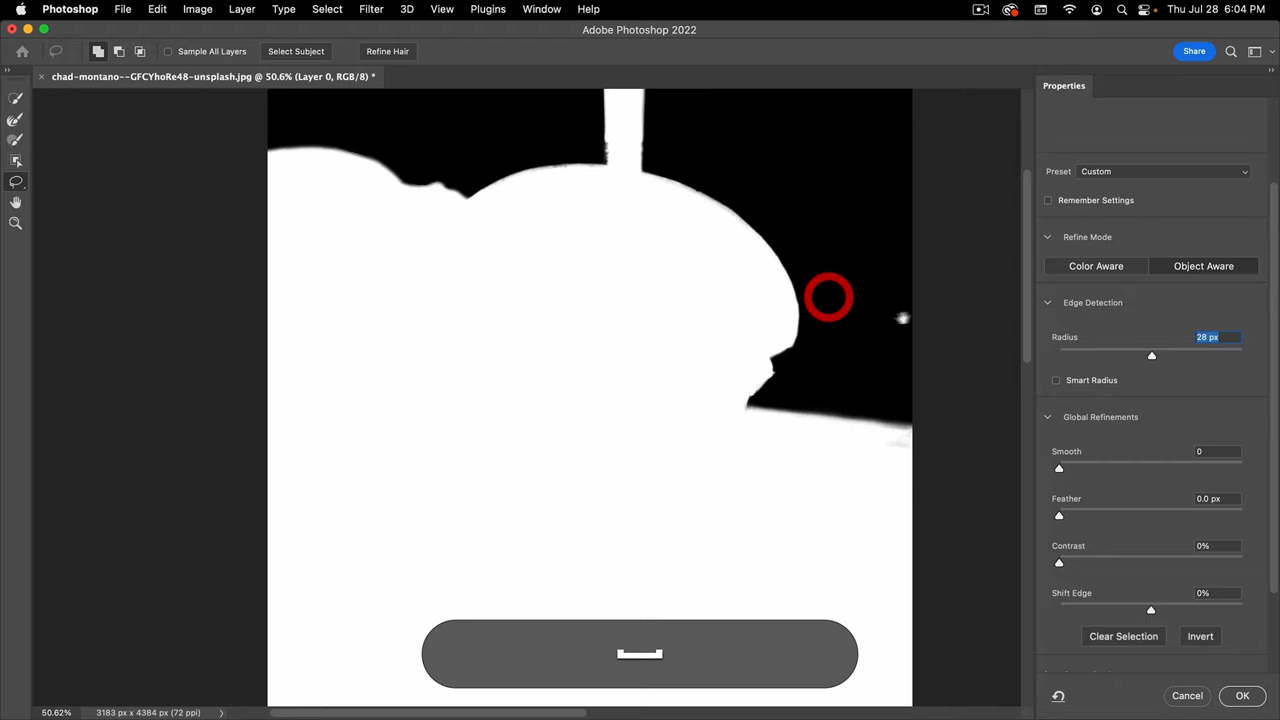 Photoshop File Edit Image Layer Type Select Filter 3D View Plugins Window Help Thu Jul 28 6:04 PM
Adobe Photoshop 2022
Sample All Layers Select Subject Refine Hair Share
chad-montano--GFCYhoRe48-unsplash.jpg @ 50.6% (Layer 0, RGB/8) *
Properties
Preset Custom
Remember Settings
Refine Mode
Color Aware Object Aware
Edge Detection
Radius 28 px
Smart Radius
Global Refinements
Smooth 0
Feather 0.0 px
Contrast 0%
Shift Edge 0%
Clear Selection Invert
Cancel OK
50.62% 3183 px x 4384 px (72 ppi)